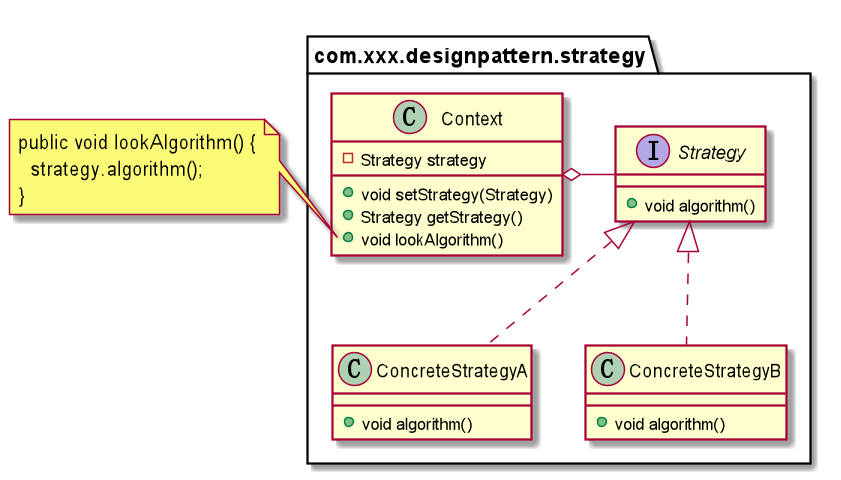 com.xxx.designpattern.strategy
public void lookAlgorithm() {
strategy.algorithm();
}
C Context
Strategy strategy
void setStrategy(Strategy)
Strategy getStrategy()
void lookAlgorithm()
I Strategy
void algorithm()
C ConcreteStrategyA
void algorithm()
C ConcreteStrategyB
void algorithm()